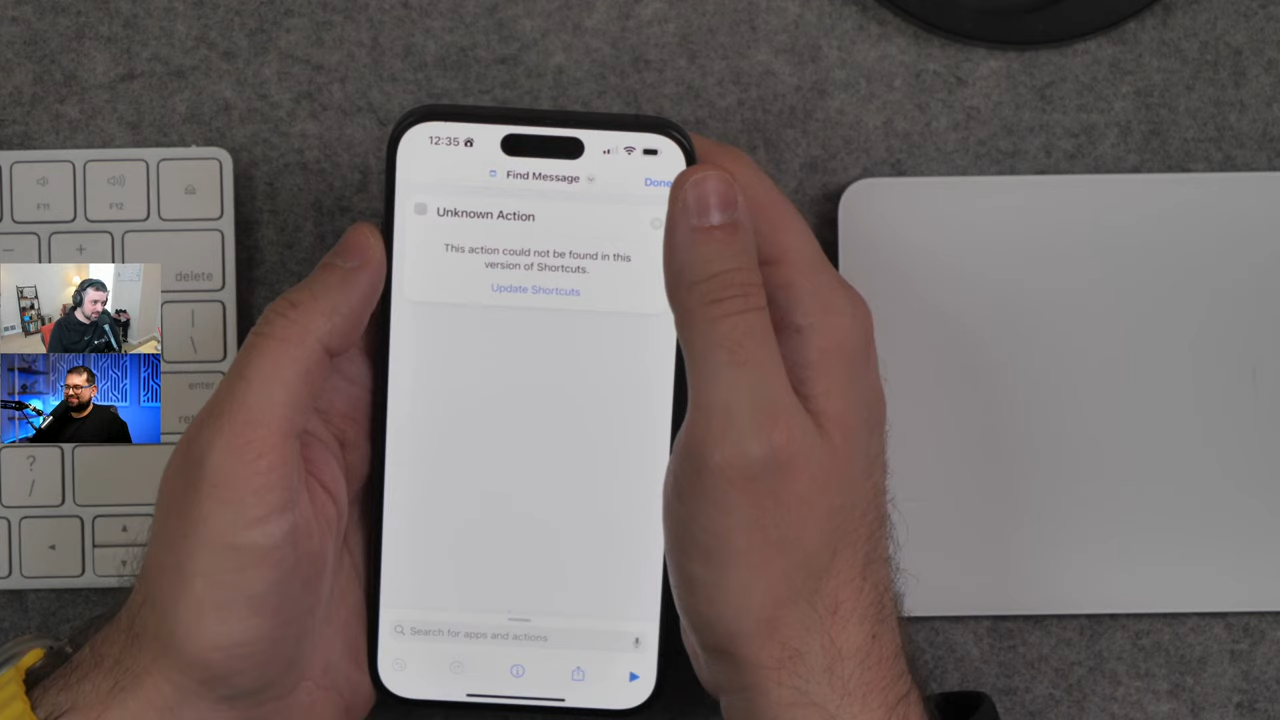 12:35
Find Message
Done
Unknown Action
This action could not be found in this
version of Shortcuts.
Update Shortcuts
Search for apps and actions
F11
F12
delete
enter
?
/